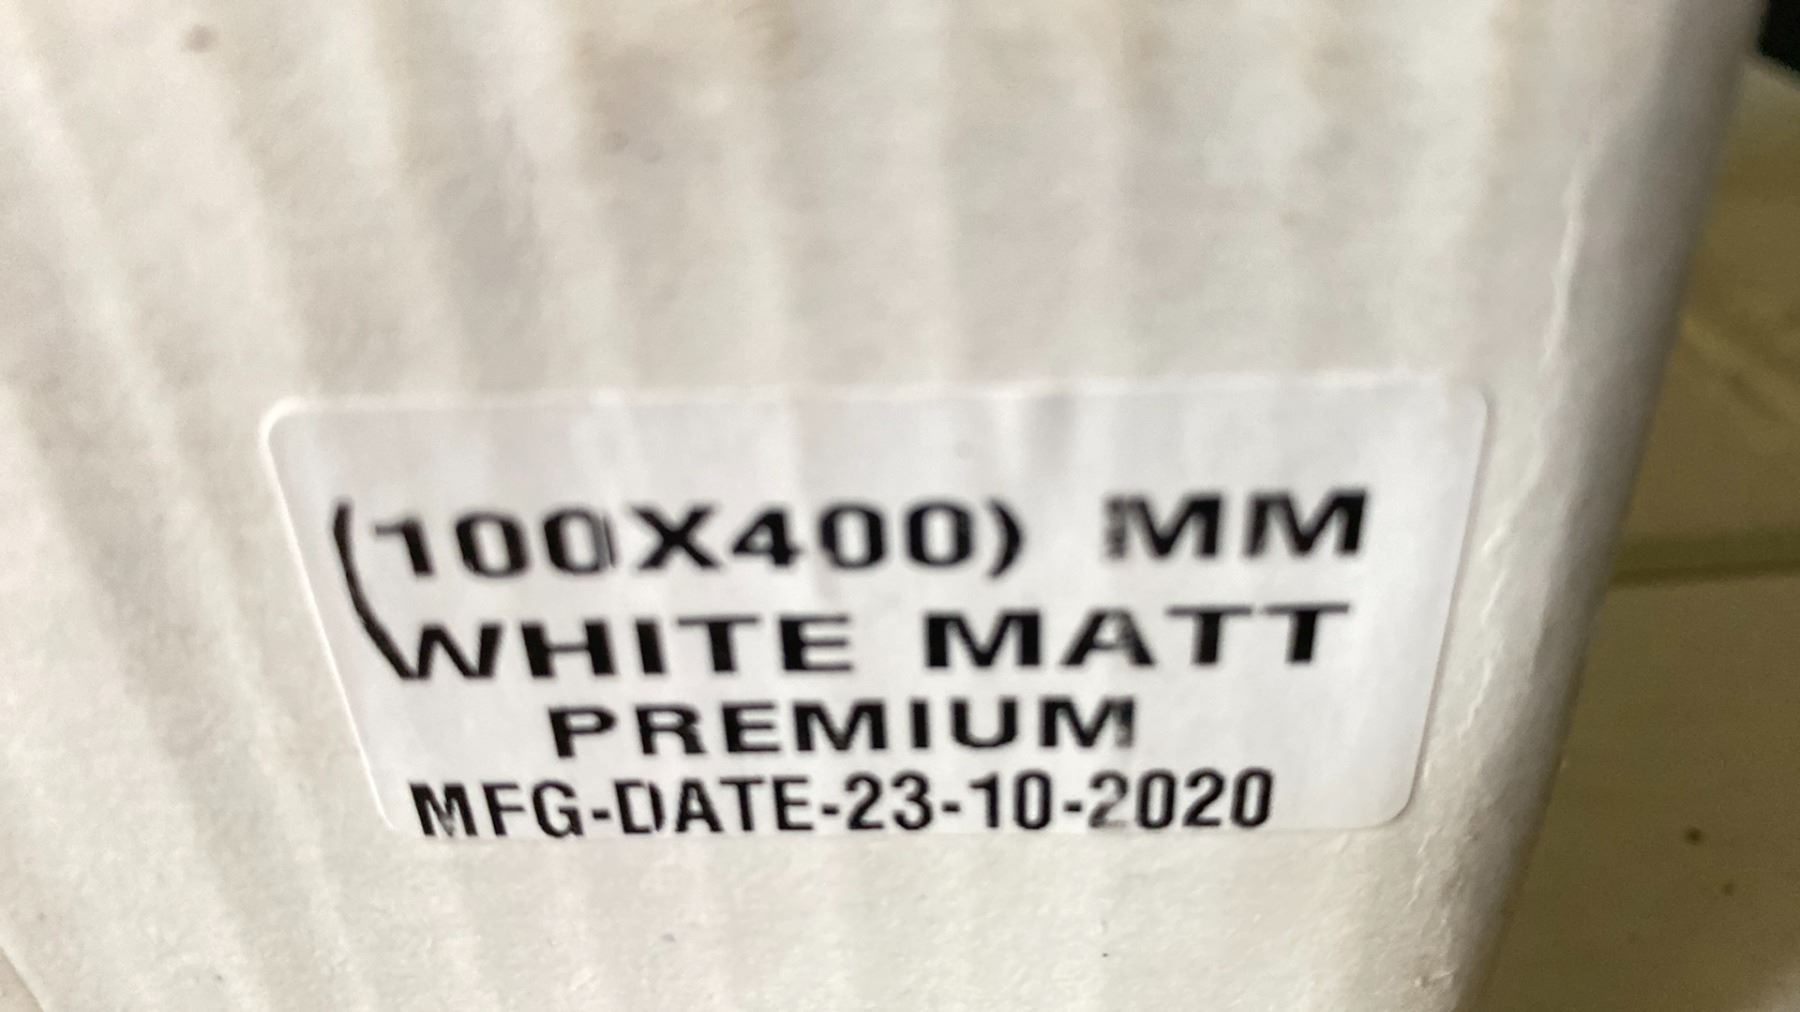 (100X400) MM
WHITE MATT
PREMIUM
MFG-DATE-23-10-2020